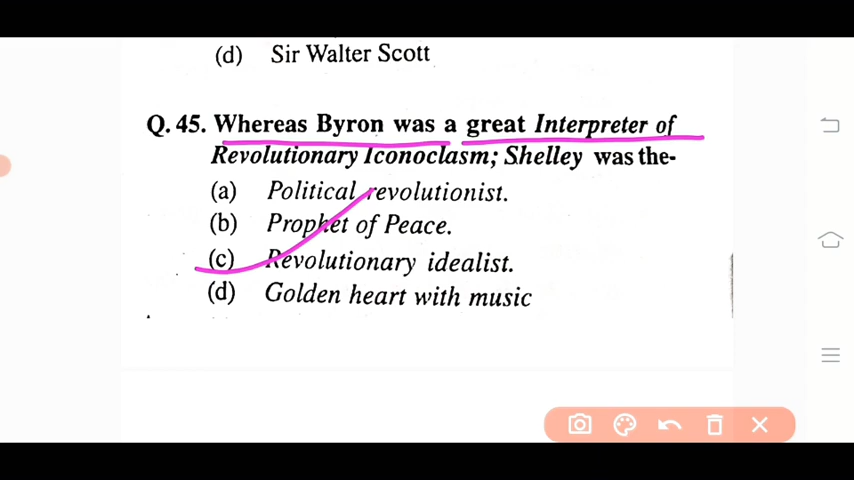 (d) Sir Walter Scott
Q. 45. Whereas Byron was a great Interpreter of
Revolutionary Iconoclasm; Shelley was the-
(a) Political revolutionist.
(b) Prophet of Peace.
(c) Revolutionary idealist.
(d) Golden heart with music